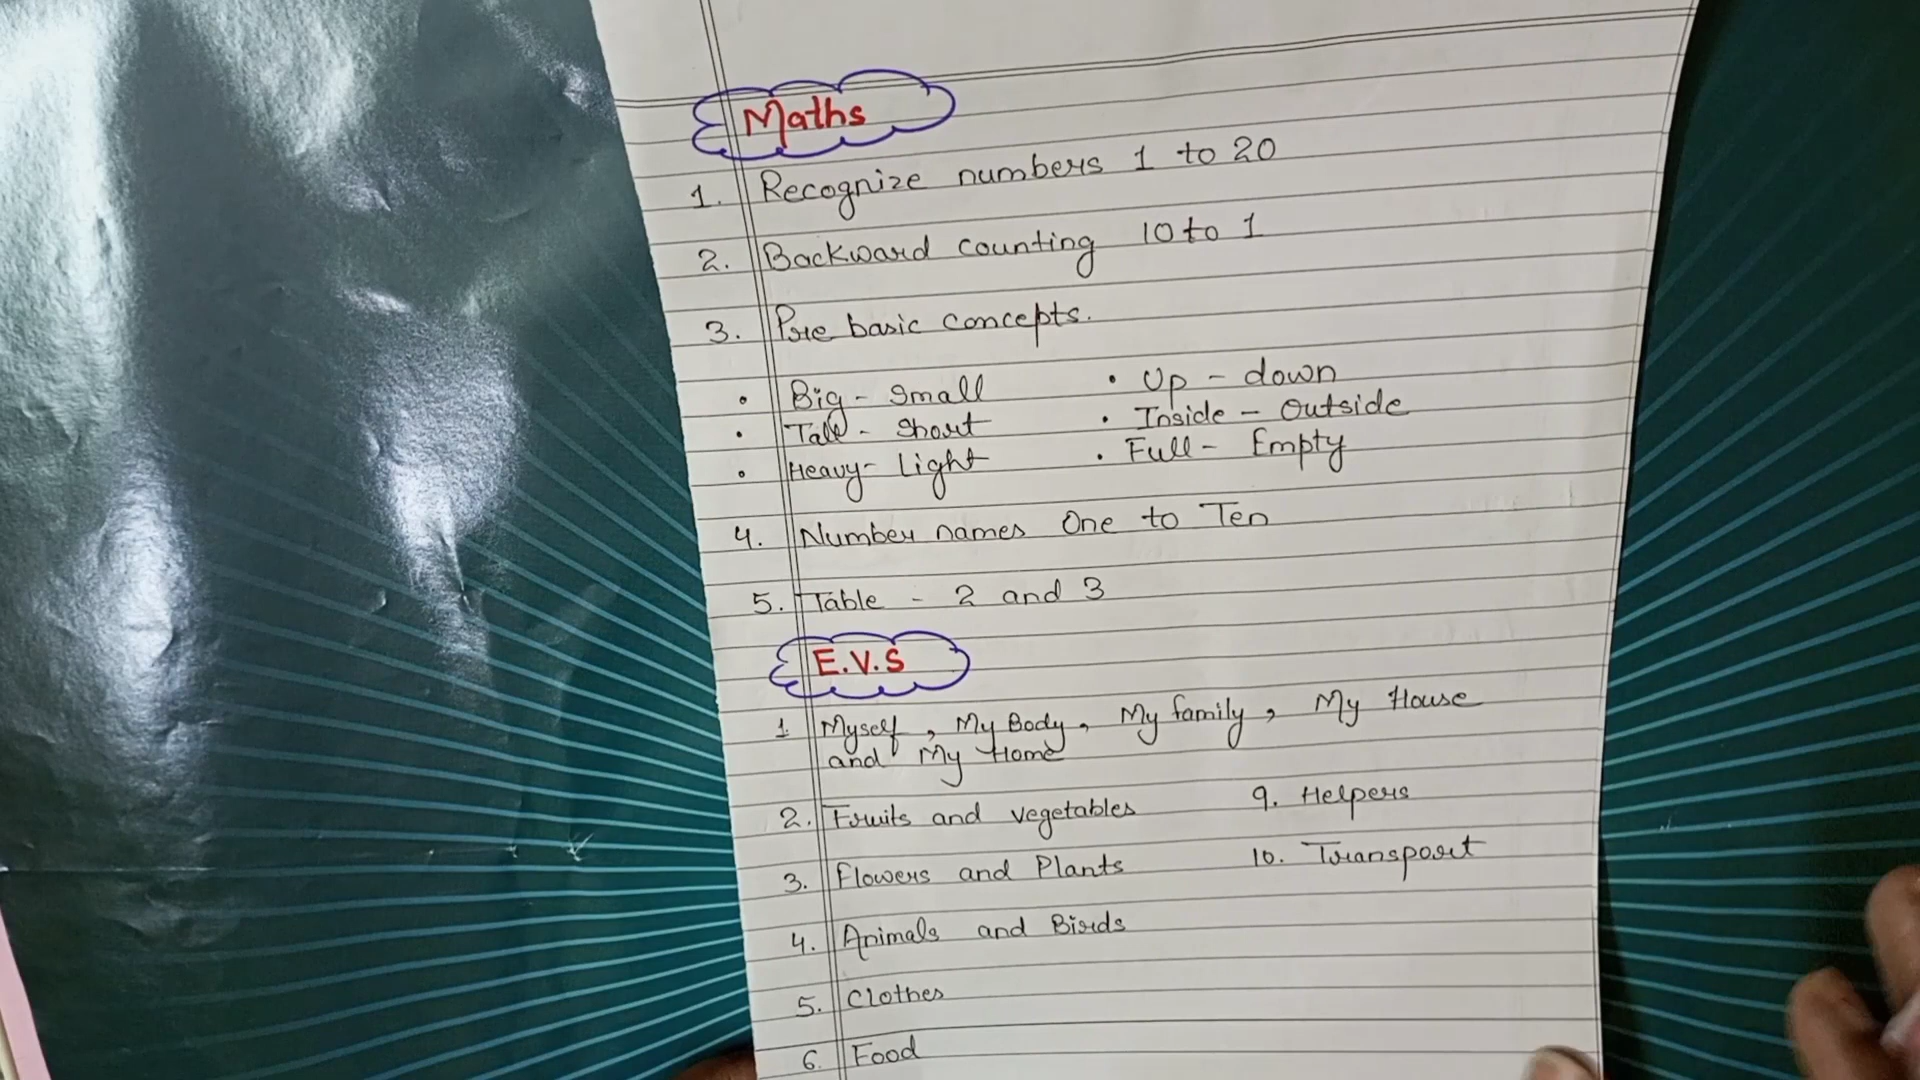 Maths
1. Recognize numbers 1 to 20
2. Backward counting 10 to 1
3. Pre basic concepts.
• Big - Small • Up - down
• Tall - Short • Inside - Outside
• Heavy - Light • Full - Empty
4. Number names One to Ten
5. Table - 2 and 3
E.V.S
1. Myself, My Body, My family, My House
and My Home
2. Fruits and vegetables 9. Helpers
3. Flowers and Plants 10. Transport
4. Animals and Birds
5. Clothes
6. Food